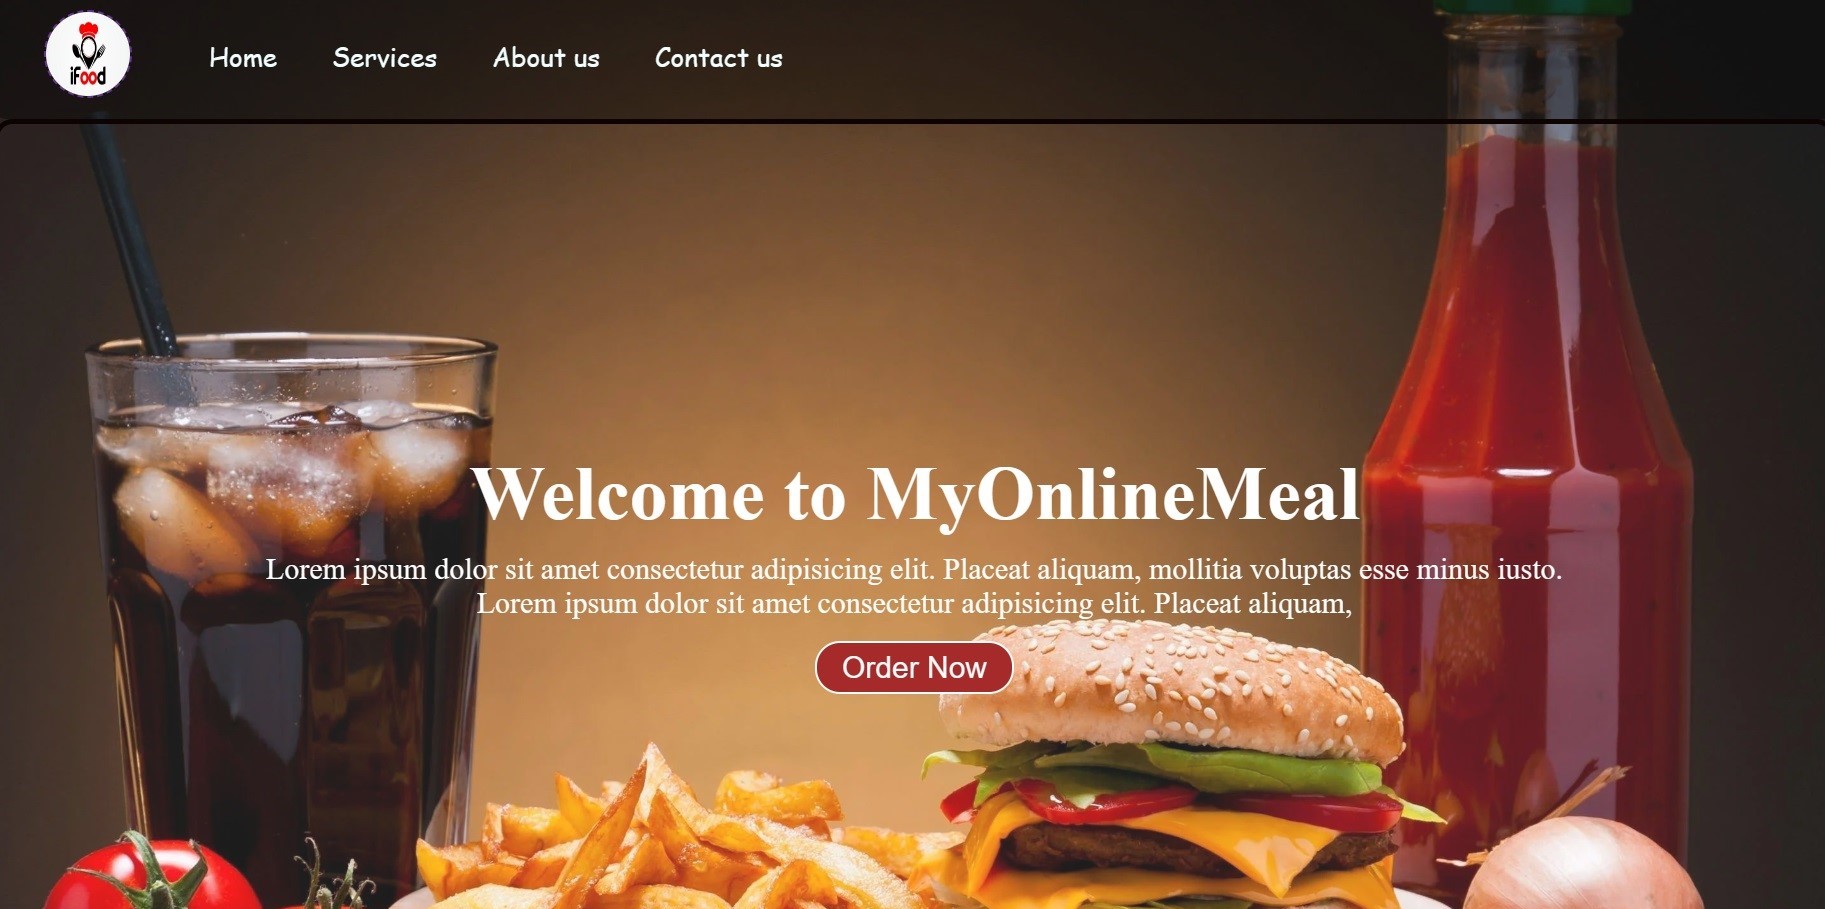 iFood
Home Services About us Contact us
Welcome to MyOnlineMeal
Lorem ipsum dolor sit amet consectetur adipisicing elit. Placeat aliquam, mollitia voluptas esse minus iusto.
Lorem ipsum dolor sit amet consectetur adipisicing elit. Placeat aliquam,
Order Now